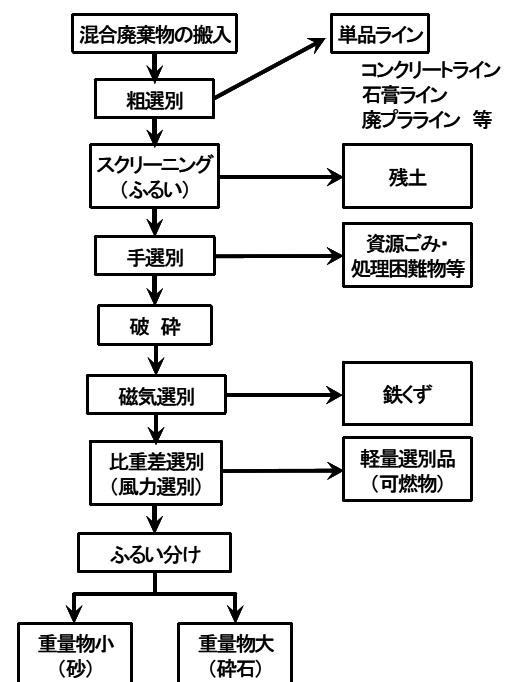 混合廃棄物の搬入
単品ライン
コンクリートライン
石膏ライン
廃プラライン 等
粗選別
スクリーニング
(ふるい)
残土
手選別
資源ごみ・
処理困難物等
破 砕
磁気選別
鉄くず
比重差選別
(風力選別)
軽量選別品
(可燃物)
ふるい分け
重量物小
(砂)
重量物大
(砕石)